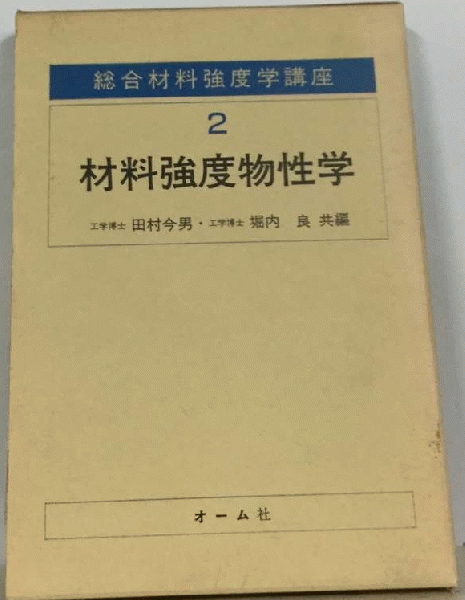 総合材料強度学講座
2
材料強度物性学
工学博士 田村今男・工学博士 堀内 良 共編
オーム社